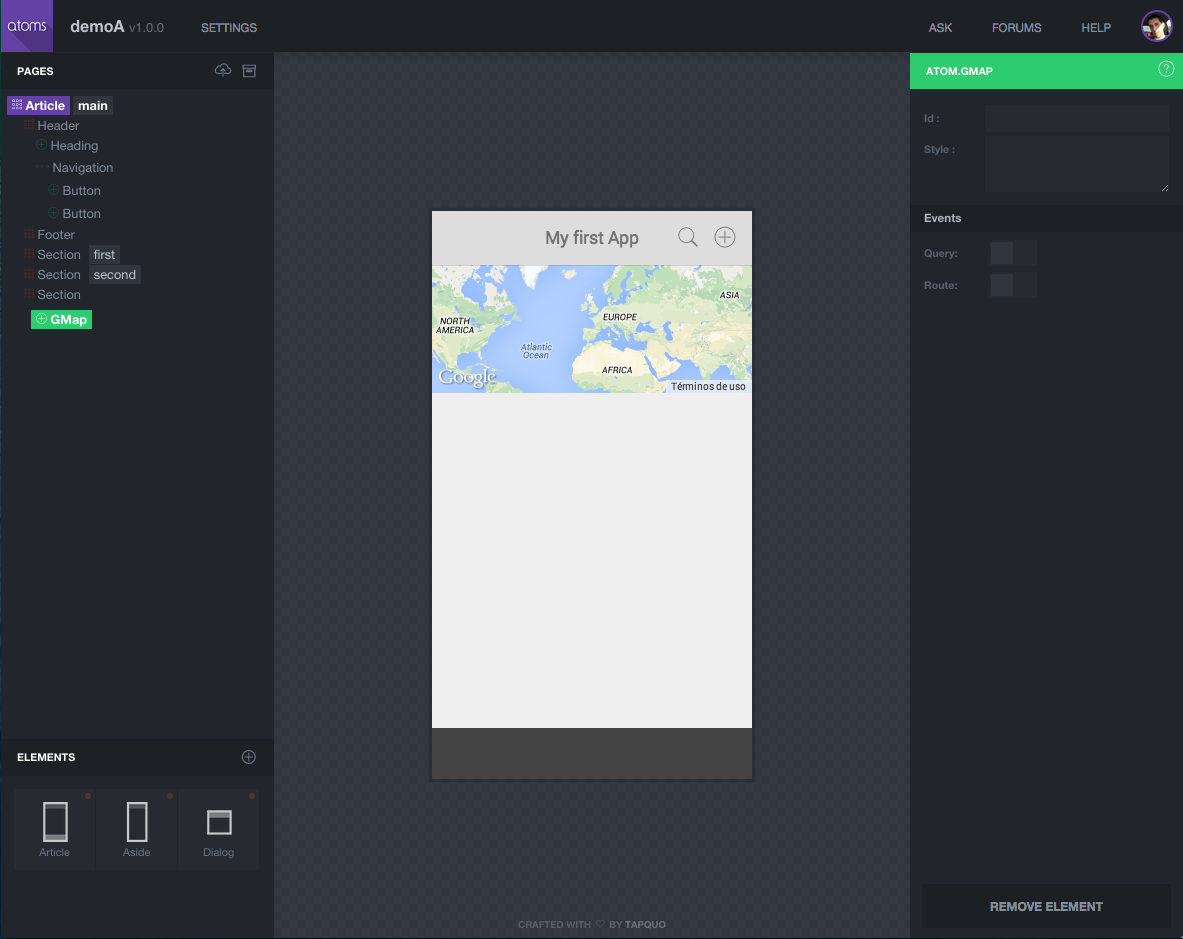 atoms demoA v1.0.0 SETTINGS ASK FORUMS HELP
PAGES
Article main
Header
Heading
Navigation
Button
Button
Footer
Section first
Section second
Section
GMap
ELEMENTS
Article Aside Dialog
My first App
NORTH
AMERICA
Atlantic
Ocean
EUROPE
ASIA
AFRICA
Google
Términos de uso
CRAFTED WITH ♡ BY TAPQUO
ATOM.GMAP ?
Id :
Style :
Events
Query:
Route:
REMOVE ELEMENT